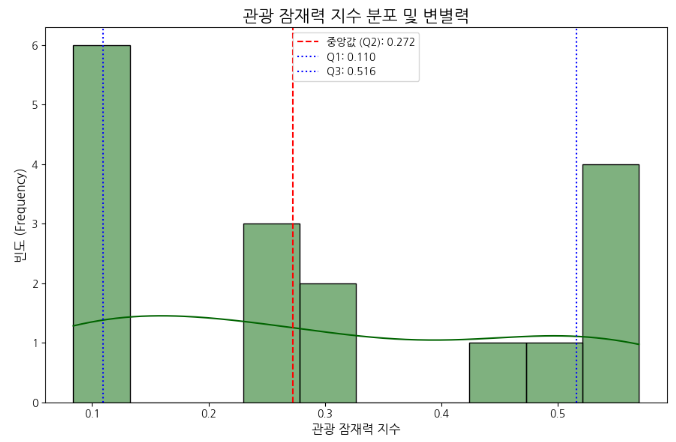 관광 잠재력 지수 분포 및 변별력
중앙값 (Q2): 0.272
Q1: 0.110
Q3: 0.516
빈도 (Frequency)
6
5
4
3
2
1
0
0.1 0.2 0.3 0.4 0.5
관광 잠재력 지수